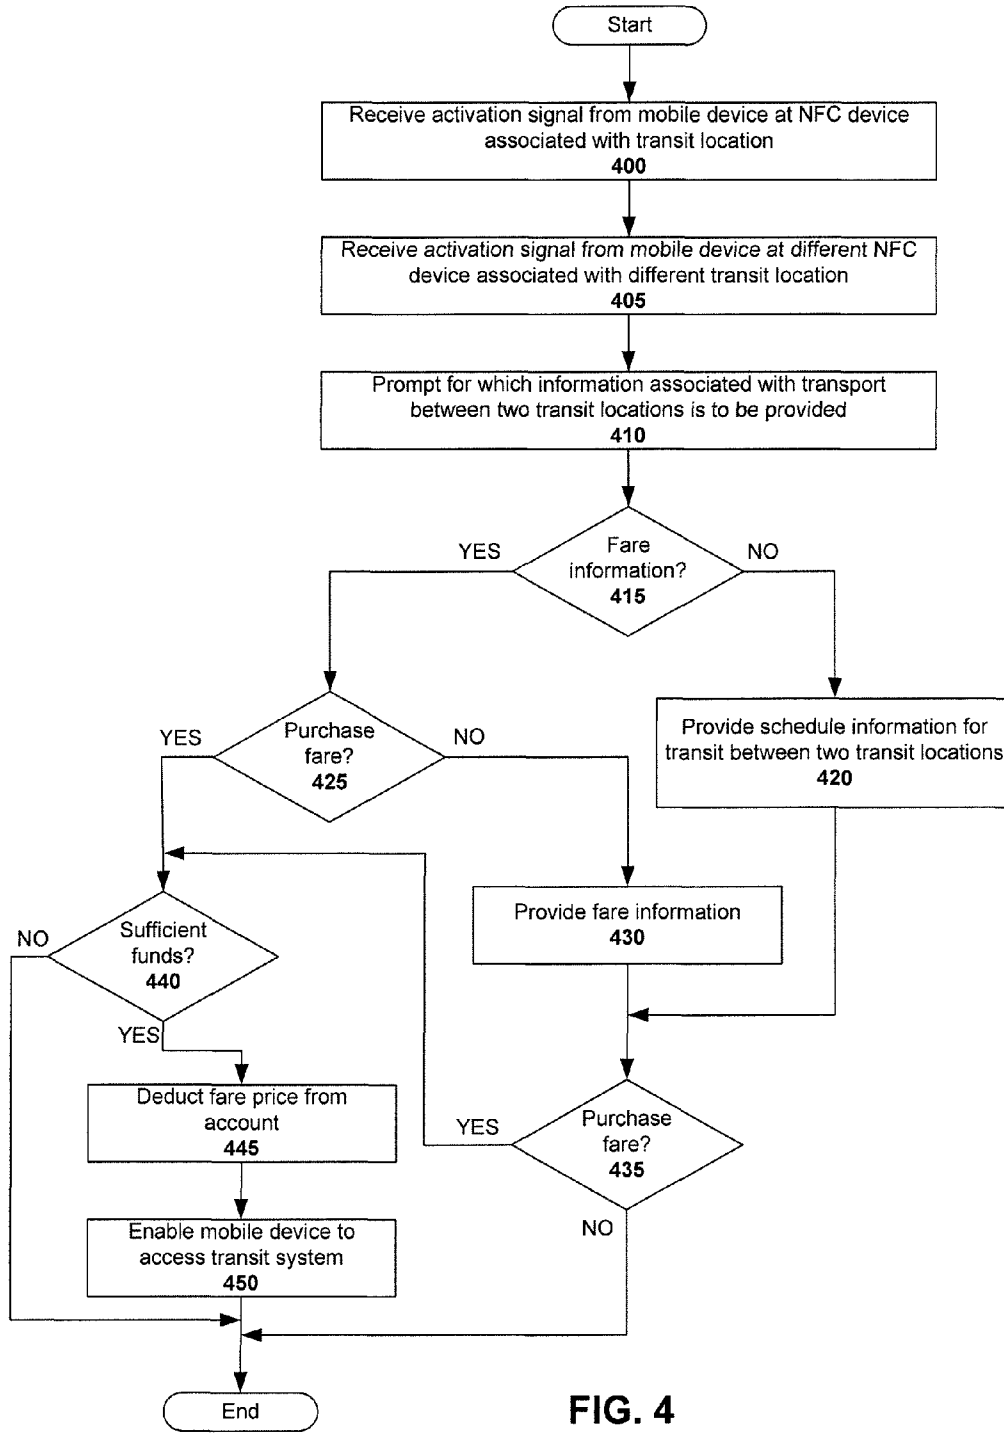 Start
Receive activation signal from mobile device at NFC device
associated with transit location
400
Receive activation signal from mobile device at different NFC
device associated with different transit location
405
Prompt for which information associated with transport
between two transit locations is to be provided
410
YES
Fare
information?
415
NO
YES
Purchase
fare?
425
NO
Provide schedule information for
transit between two transit locations
420
NO
Sufficient
funds?
440
YES
Provide fare information
430
Deduct fare price from
account
445
YES
Purchase
fare?
435
NO
Enable mobile device to
access transit system
450
End
FIG. 4